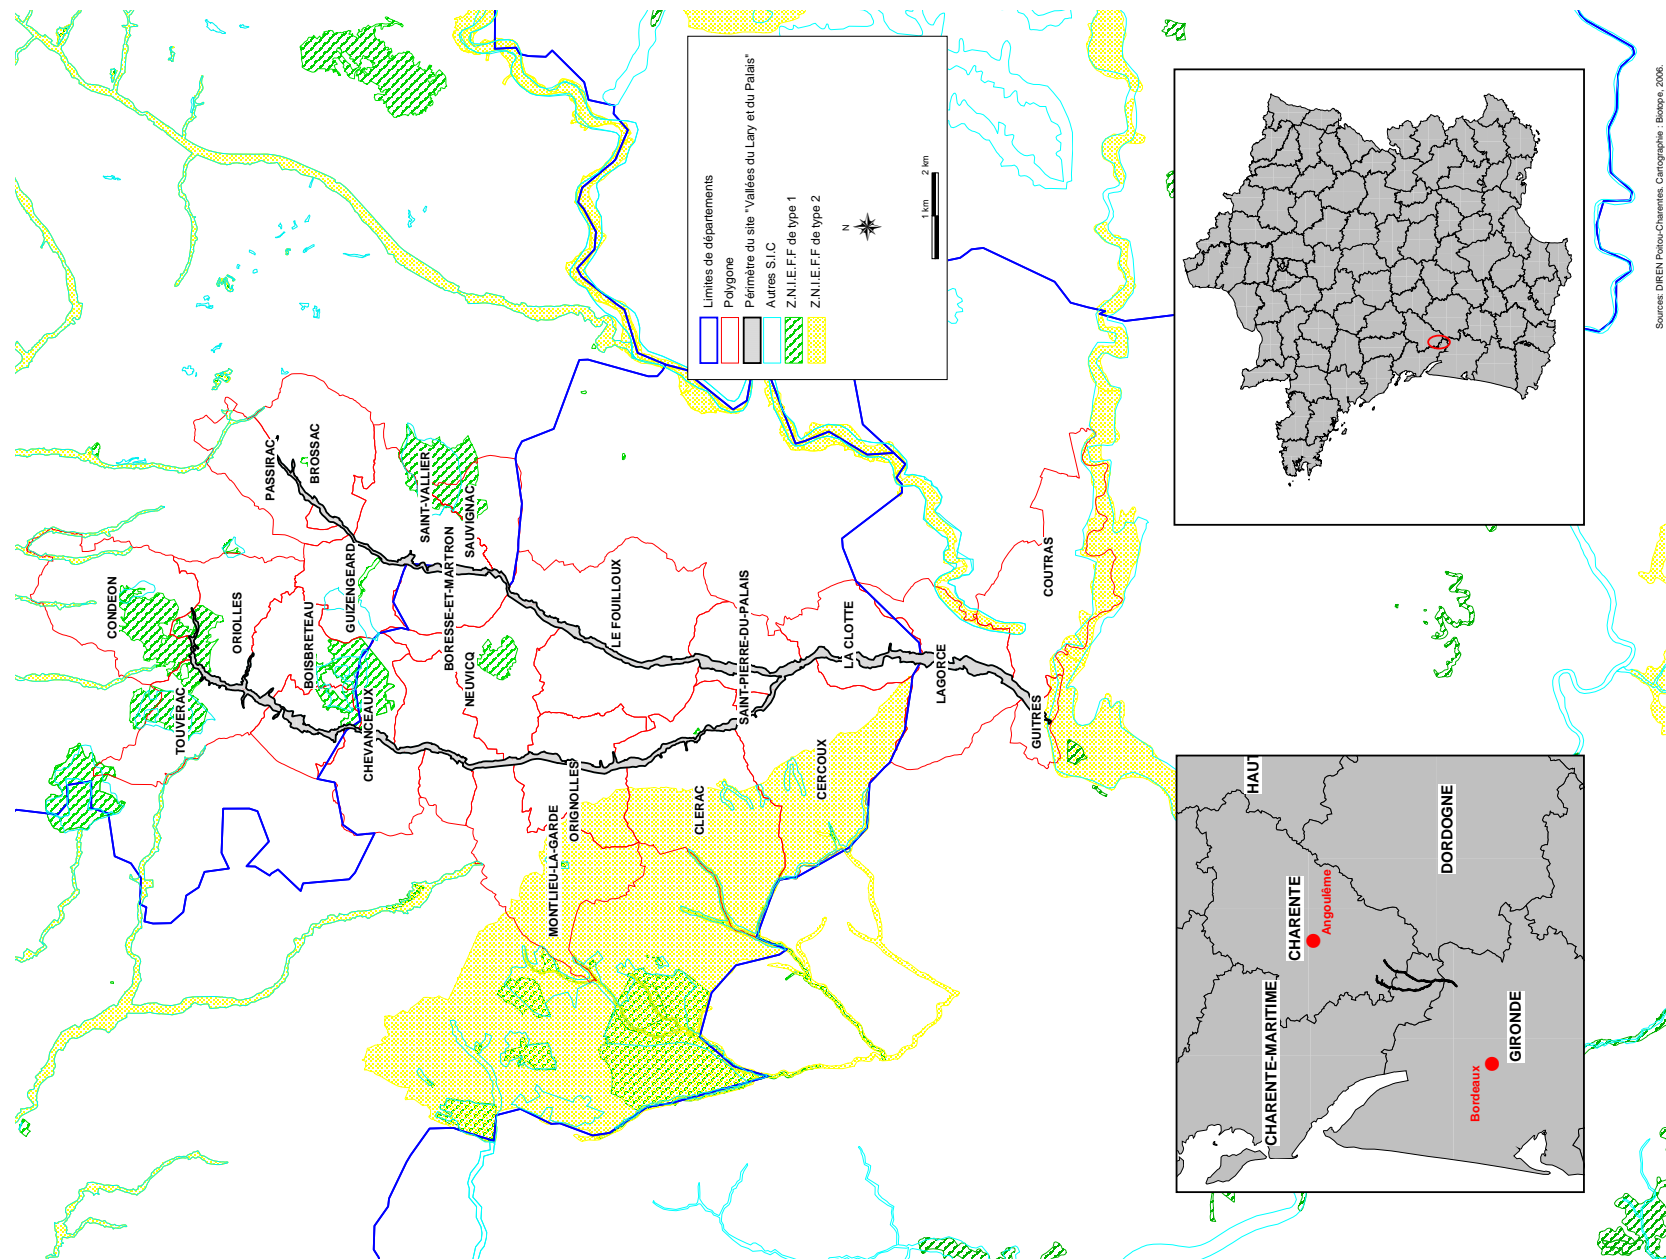 PASSIRAC
BROSSAC
CONDEON
ORIOLLES
SAINT-VALLIER
SAUVIGNAC
GUIZENGEARD
BOISBRETEAU
BORESSE-ET-MARTRON
TOUVERAC
CHEVANCEAUX
NEUVICQ
LE FOUILLOUX
SAINT-PIERRE-DU-PALAIS
LA CLOTTE
COUTRAS
LAGORCE
GUITRES
MONTLIEU-LA-GARDE
ORIGNOLLES
CLERAC
CERCOUX
Limites de départements
Polygone
Périmètre du site "Vallées du Lary et du Palais"
Autres S.I.C
Z.N.I.E.F.F de type 1
Z.N.I.E.F.F de type 2
N
1 km
2 km
HAUT
CHARENTE
Angoulême
DORDOGNE
CHARENTE-MARITIME
GIRONDE
Bordeaux
Sources: DIREN Poitou-Charentes. Cartographie : Biotope, 2006.